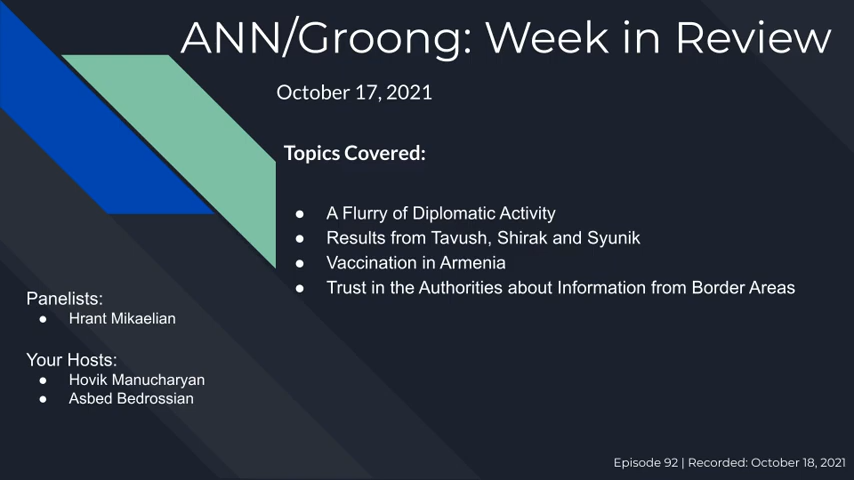 ANN/Groong: Week in Review
October 17, 2021
Topics Covered:
● A Flurry of Diplomatic Activity
● Results from Tavush, Shirak and Syunik
● Vaccination in Armenia
● Trust in the Authorities about Information from Border Areas
Panelists:
● Hrant Mikaelian
Your Hosts:
● Hovik Manucharyan
● Asbed Bedrossian
Episode 92 | Recorded: October 18, 2021